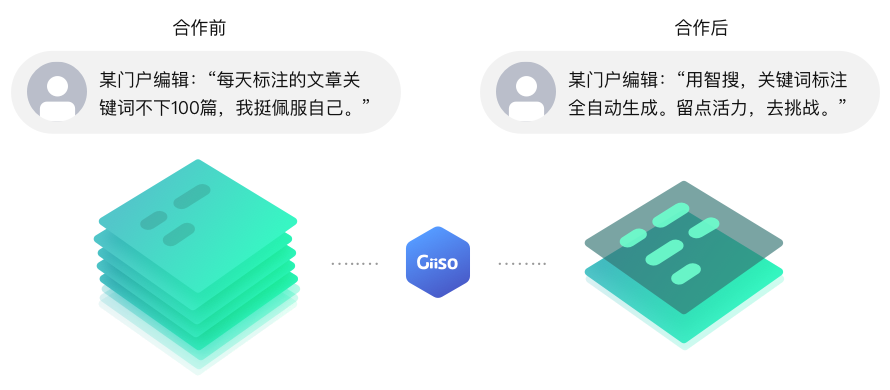 合作前
某门户编辑：“每天标注的文章关
键词不下100篇，我挺佩服自己。”
合作后
某门户编辑：“用智搜，关键词标注
全自动生成。留点活力，去挑战。”
Giiso